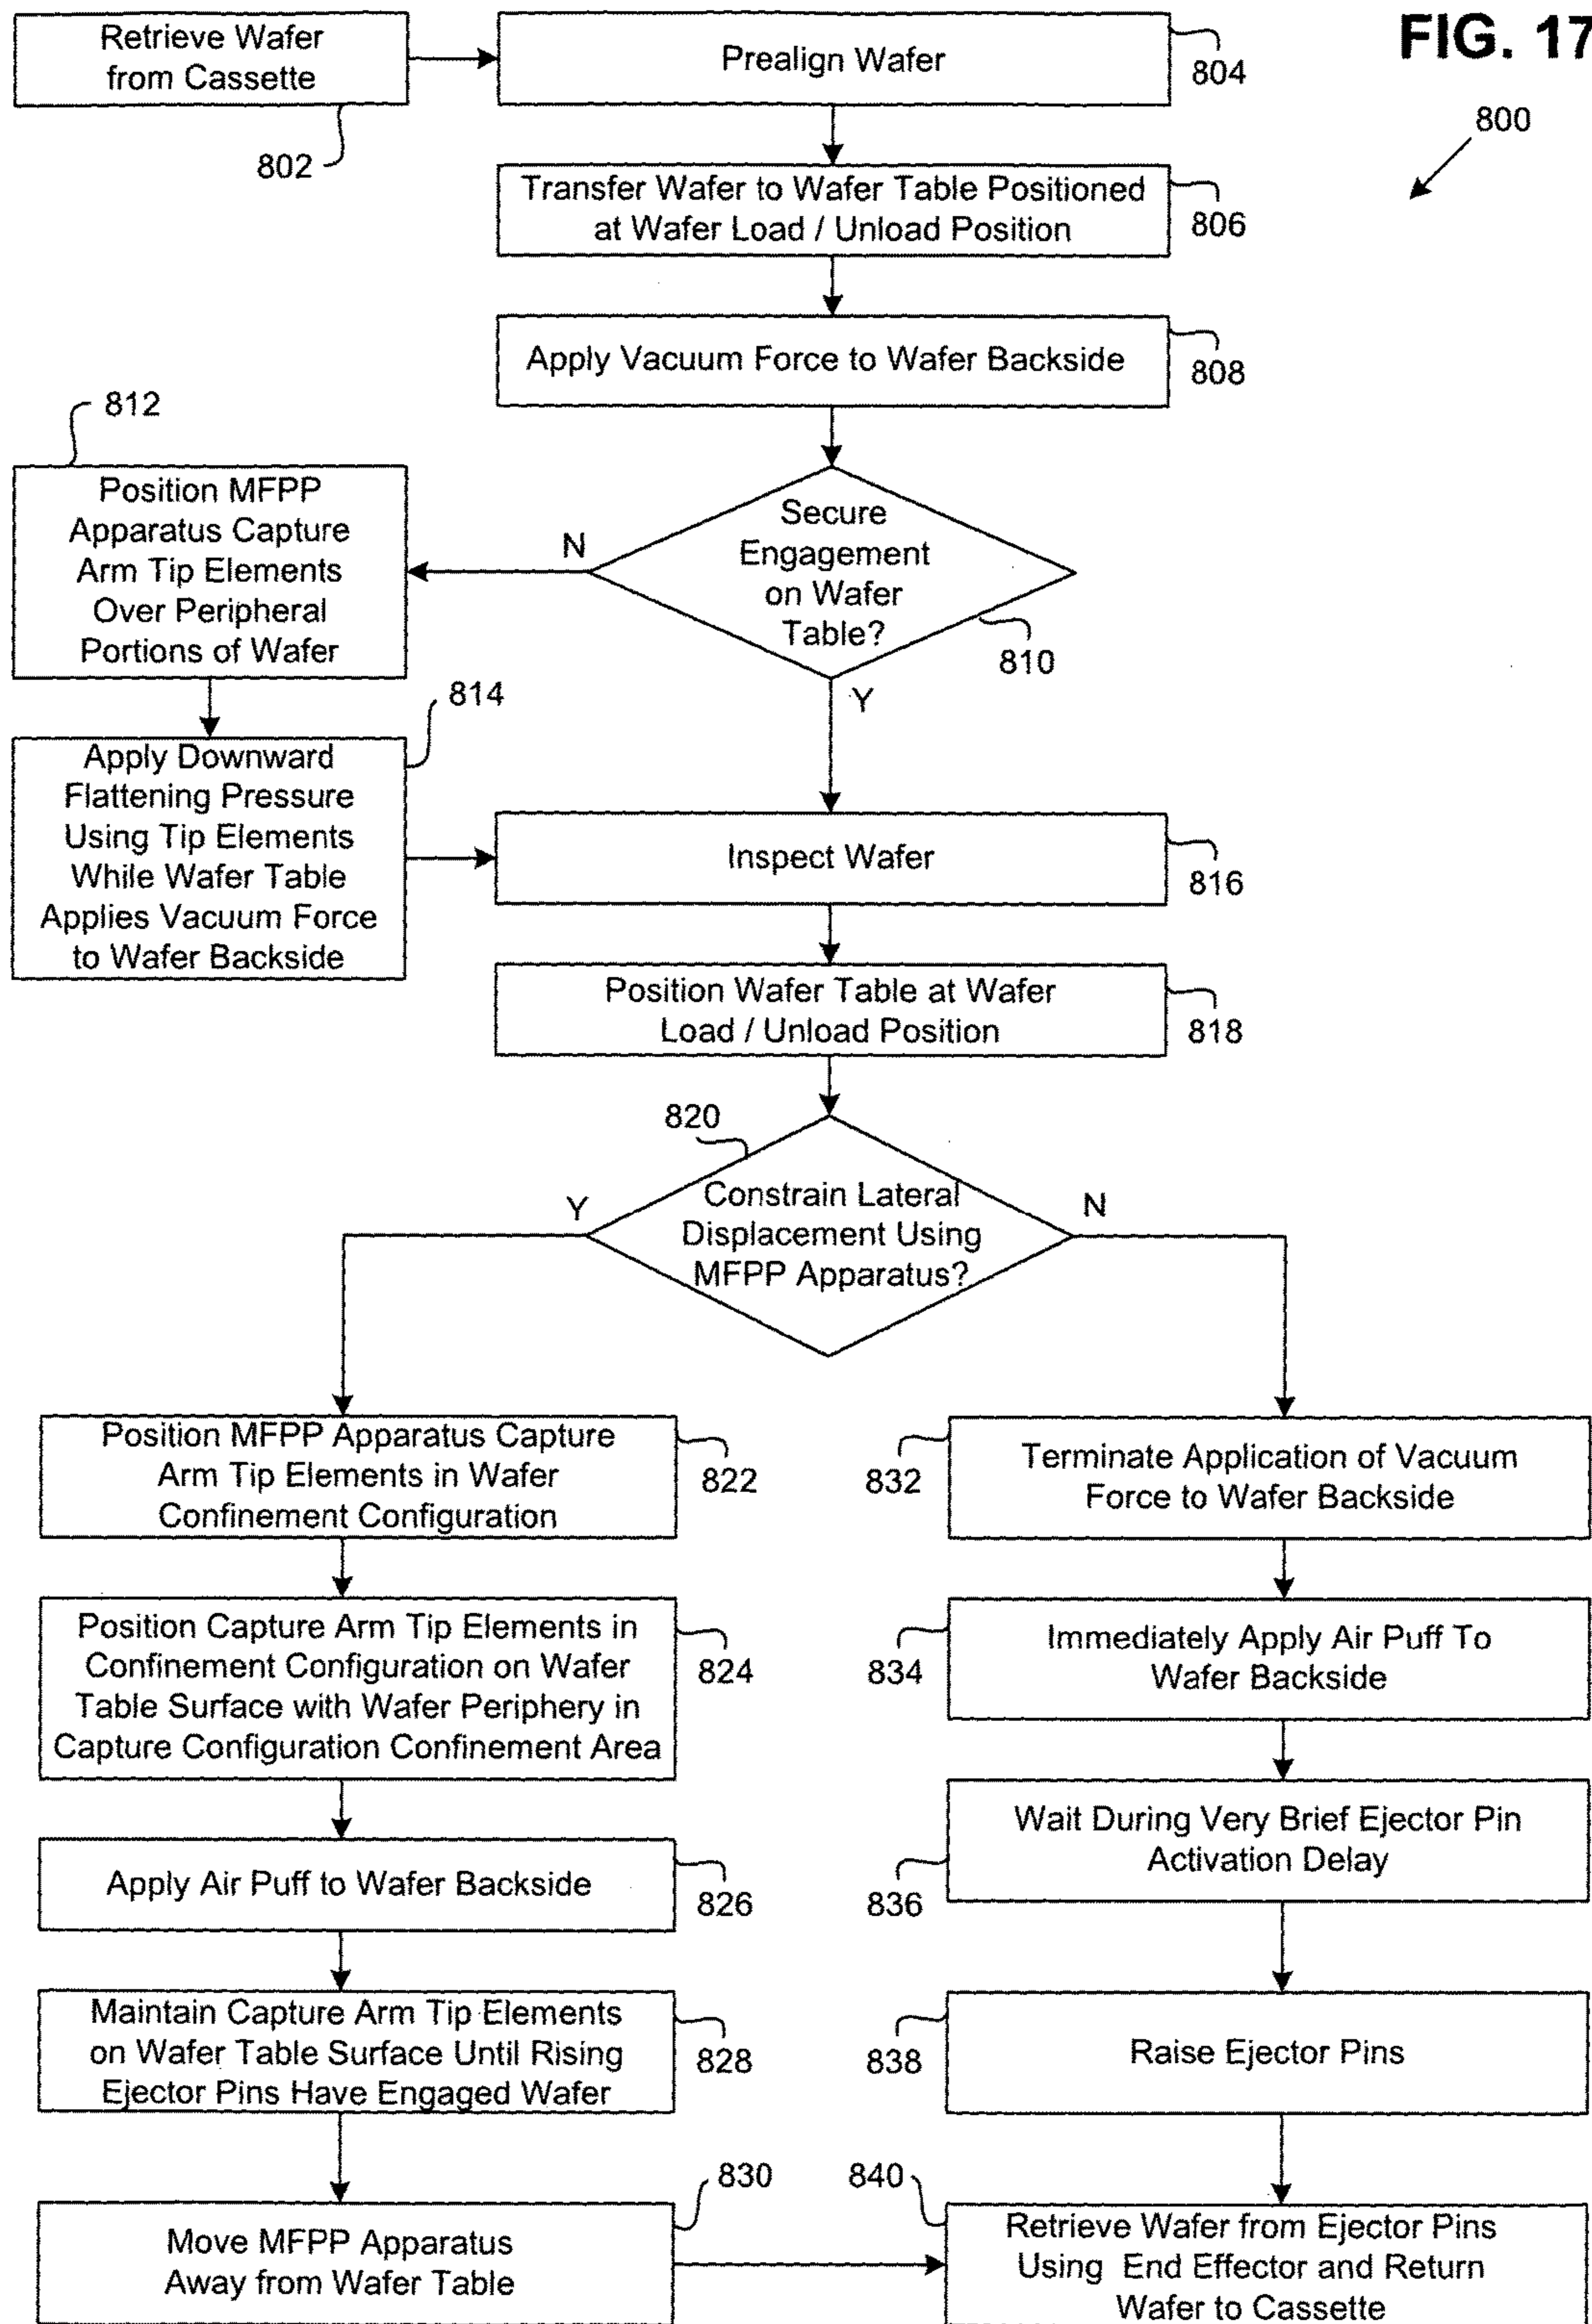 FIG. 17
800
Retrieve Wafer
from Cassette
802
Prealign Wafer
804
Transfer Wafer to Wafer Table Positioned
at Wafer Load / Unload Position
806
Apply Vacuum Force to Wafer Backside
808
Secure
Engagement
on Wafer
Table?
810
N
Y
812
Position MFPP
Apparatus Capture
Arm Tip Elements
Over Peripheral
Portions of Wafer
814
Apply Downward
Flattening Pressure
Using Tip Elements
While Wafer Table
Applies Vacuum Force
to Wafer Backside
Inspect Wafer
816
Position Wafer Table at Wafer
Load / Unload Position
818
820
Constrain Lateral
Displacement Using
MFPP Apparatus?
Y
N
Position MFPP Apparatus Capture
Arm Tip Elements in Wafer
Confinement Configuration
822
Position Capture Arm Tip Elements in
Confinement Configuration on Wafer
Table Surface with Wafer Periphery in
Capture Configuration Confinement Area
824
Apply Air Puff to Wafer Backside
826
Maintain Capture Arm Tip Elements
on Wafer Table Surface Until Rising
Ejector Pins Have Engaged Wafer
828
Move MFPP Apparatus
Away from Wafer Table
830
832
Terminate Application of Vacuum
Force to Wafer Backside
834
Immediately Apply Air Puff To
Wafer Backside
836
Wait During Very Brief Ejector Pin
Activation Delay
838
Raise Ejector Pins
840
Retrieve Wafer from Ejector Pins
Using End Effector and Return
Wafer to Cassette